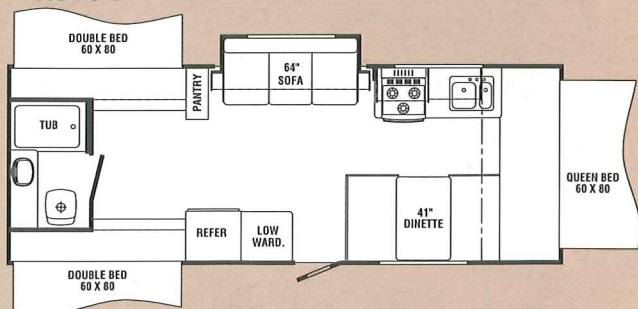 DOUBLE BED
60 X 80
64"
SOFA
PANTRY
TUB
QUEEN BED
60 X 80
41"
DINETTE
REFER
LOW
WARD.
DOUBLE BED
60 X 80